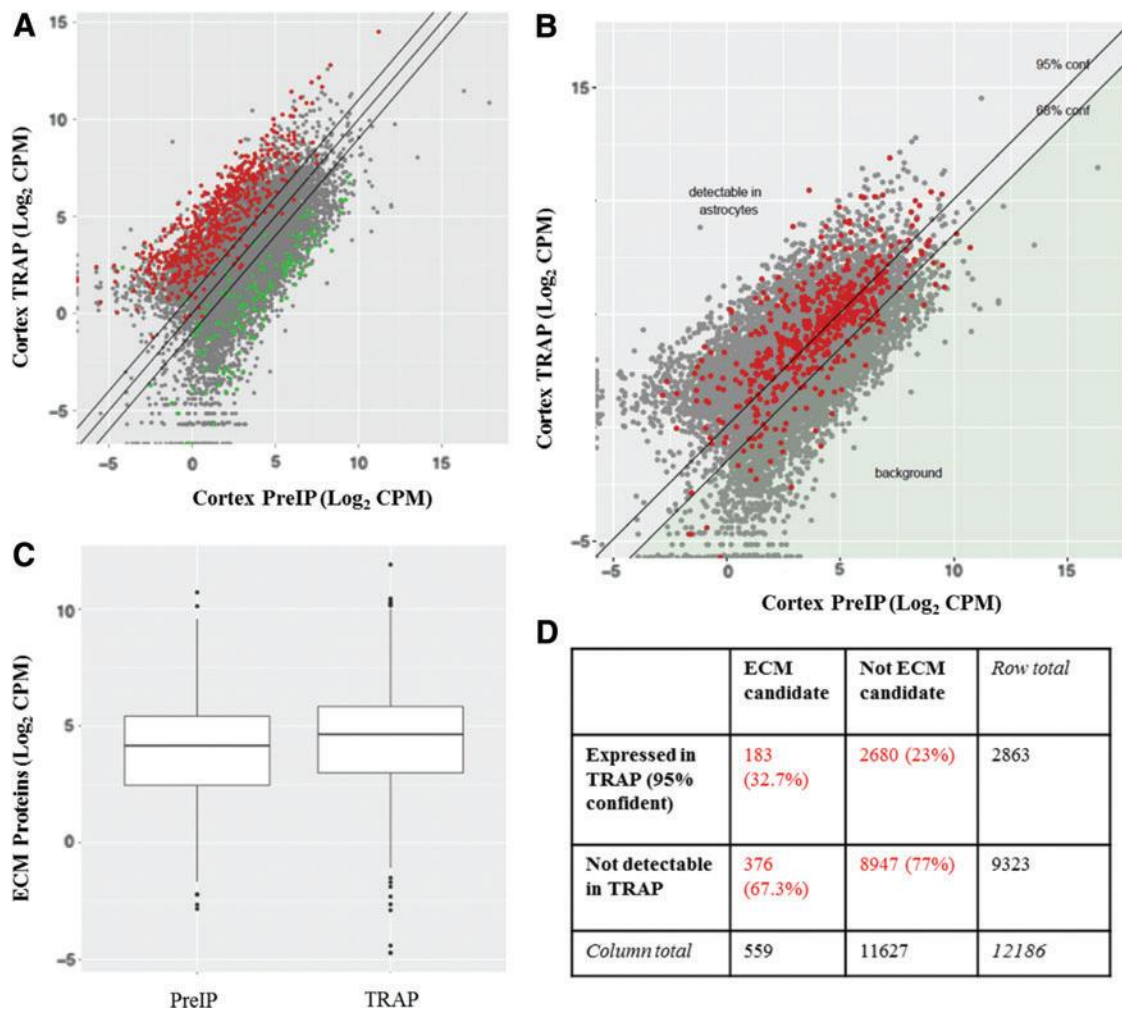 A
15
10
5
0
−5
Cortex TRAP (Log₂ CPM)
−5 0 5 10 15
Cortex PreIP (Log₂ CPM)
B
15
−5
Cortex TRAP (Log₂ CPM)
95% conf
68% conf
detectable in
astrocytes
background
−5 0 5 10 15
Cortex PreIP (Log₂ CPM)
C
10
5
0
−5
ECM Proteins (Log₂ CPM)
PreIP TRAP
D
ECM candidate Not ECM candidate Row total
Expressed in TRAP (95% confident) 183 (32.7%) 2680 (23%) 2863
Not detectable in TRAP 376 (67.3%) 8947 (77%) 9323
Column total 559 11627 12186